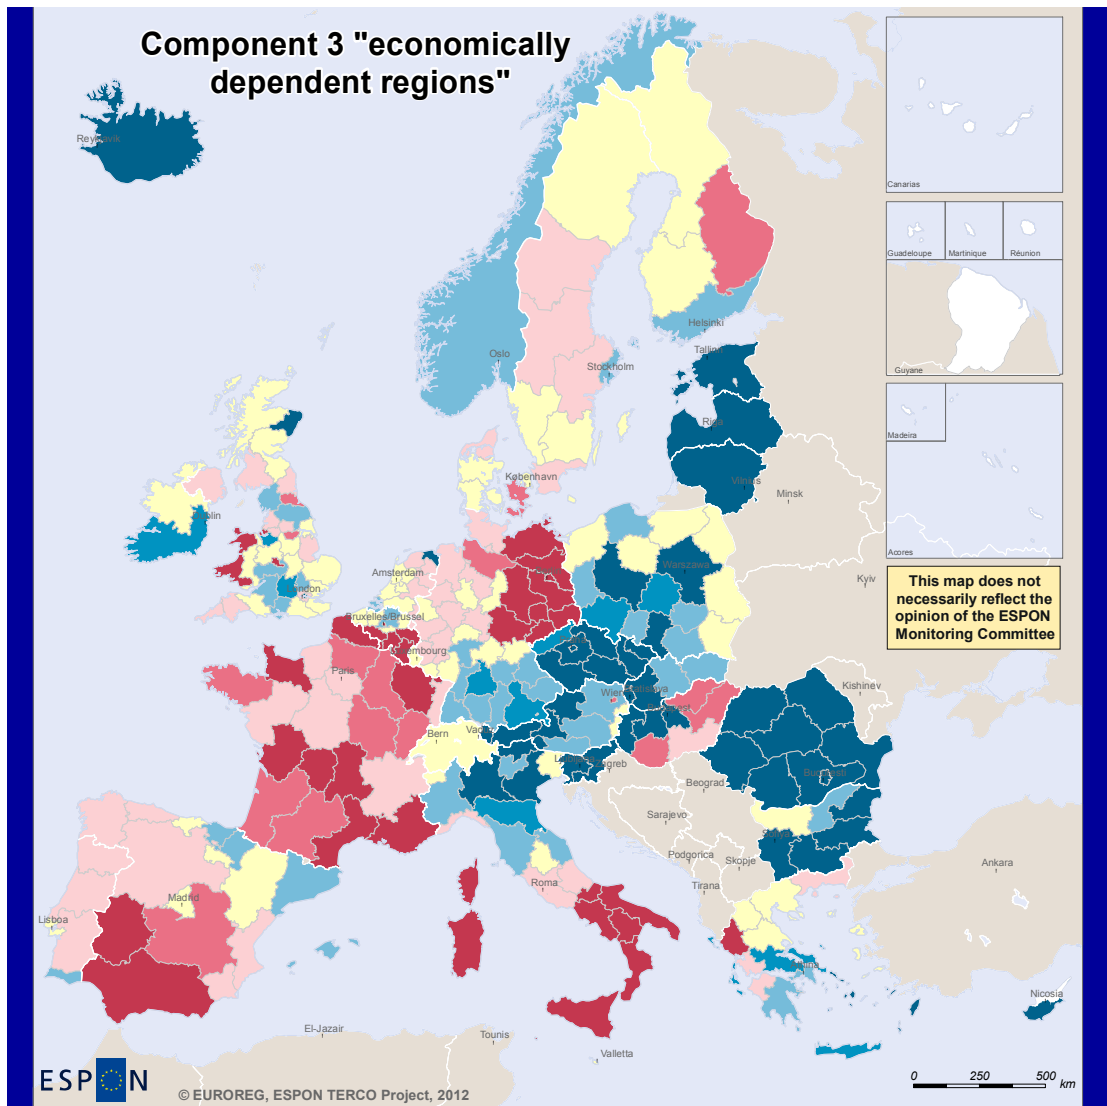 Component 3 "economically
dependent regions"
Reykjavik
Canarias
Guadeloupe
Martinique
Réunion
Guyane
Madeira
Acores
Oslo
Helsinki
Stockholm
Tallinn
Riga
Vilnius
Minsk
København
Dublin
London
Amsterdam
Bruxelles/Brussel
Luxembourg
Paris
Warszawa
Kyiv
This map does not
necessarily reflect the
opinion of the ESPON
Monitoring Committee
Kishinev
Wien
Bratislava
Budapest
Bern
Vaduz
Zagreb
Beograd
Bucuresti
Sarajevo
Podgorica
Skopje
Tirana
Ankara
Roma
Madrid
Lisboa
Nicosia
El-Jazair
Tounis
Valletta
0 250 500
km
ESPON
© EUROREG, ESPON TERCO Project, 2012